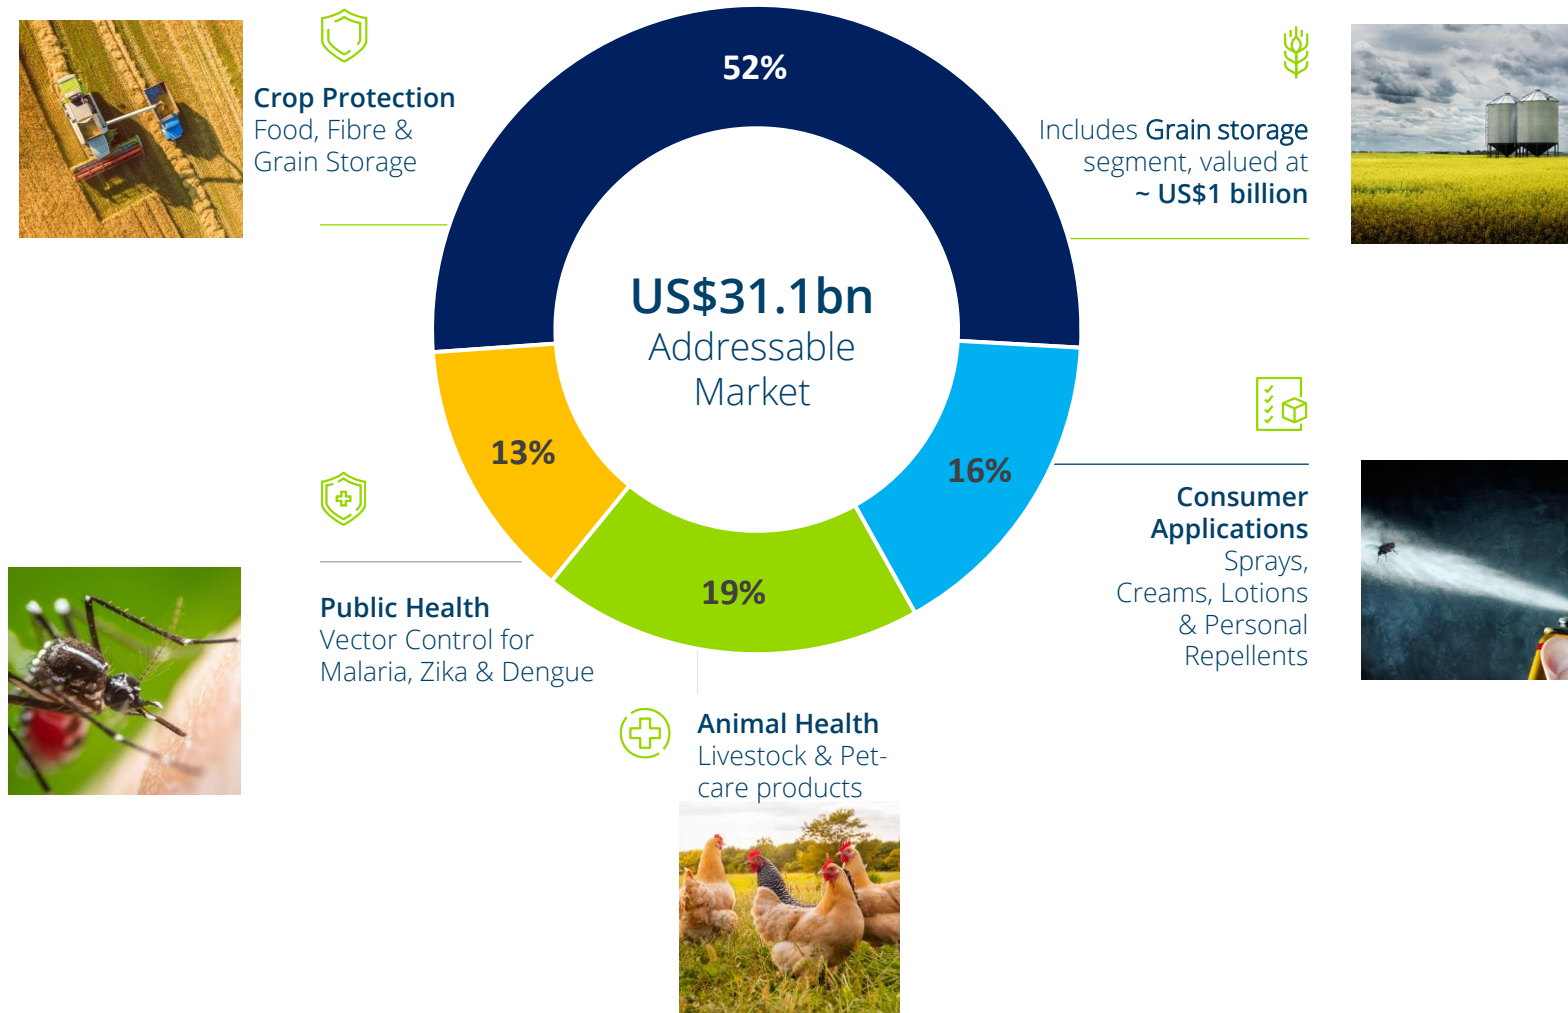 52%
Crop Protection
Food, Fibre &
Grain Storage
Includes Grain storage
segment, valued at
~ US$1 billion
US$31.1bn
Addressable
Market
13%
16%
19%
Consumer
Applications
Sprays,
Creams, Lotions
& Personal
Repellents
Public Health
Vector Control for
Malaria, Zika & Dengue
Animal Health
Livestock & Pet-
care products